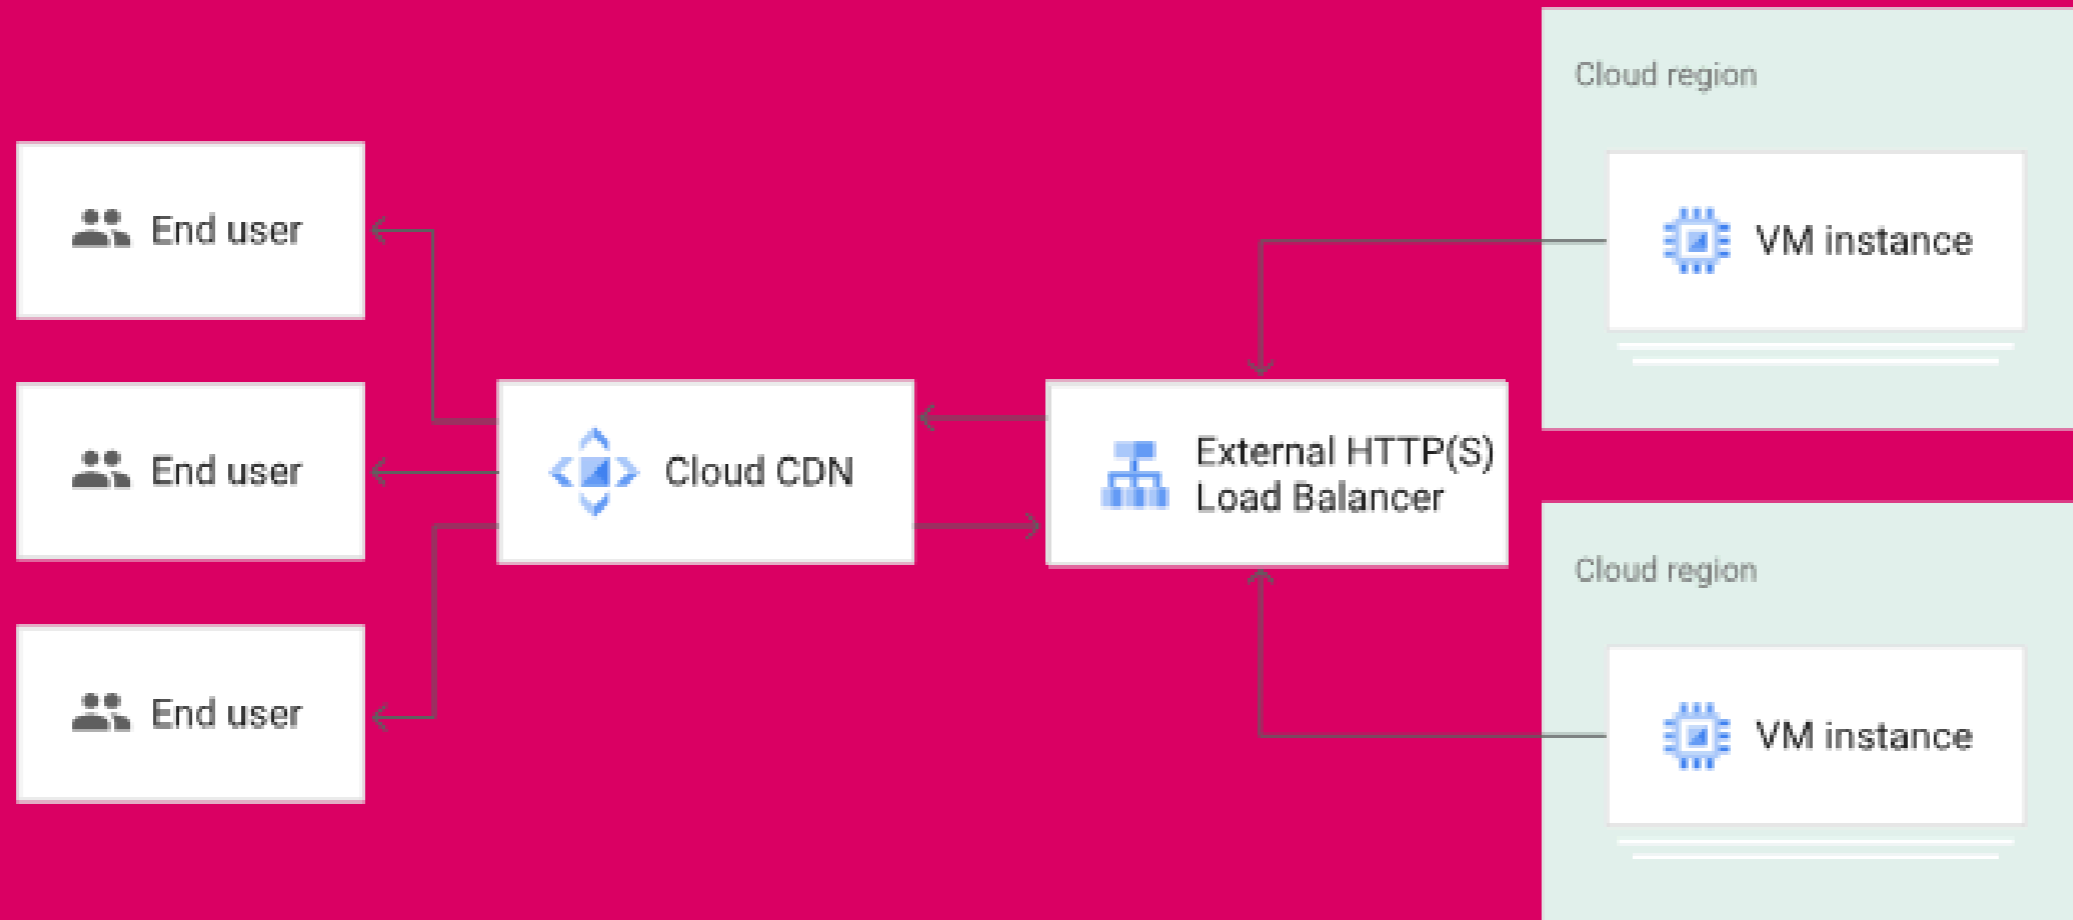 End user
End user
End user
Cloud CDN
External HTTP(S)
Load Balancer
Cloud region
VM instance
Cloud region
VM instance